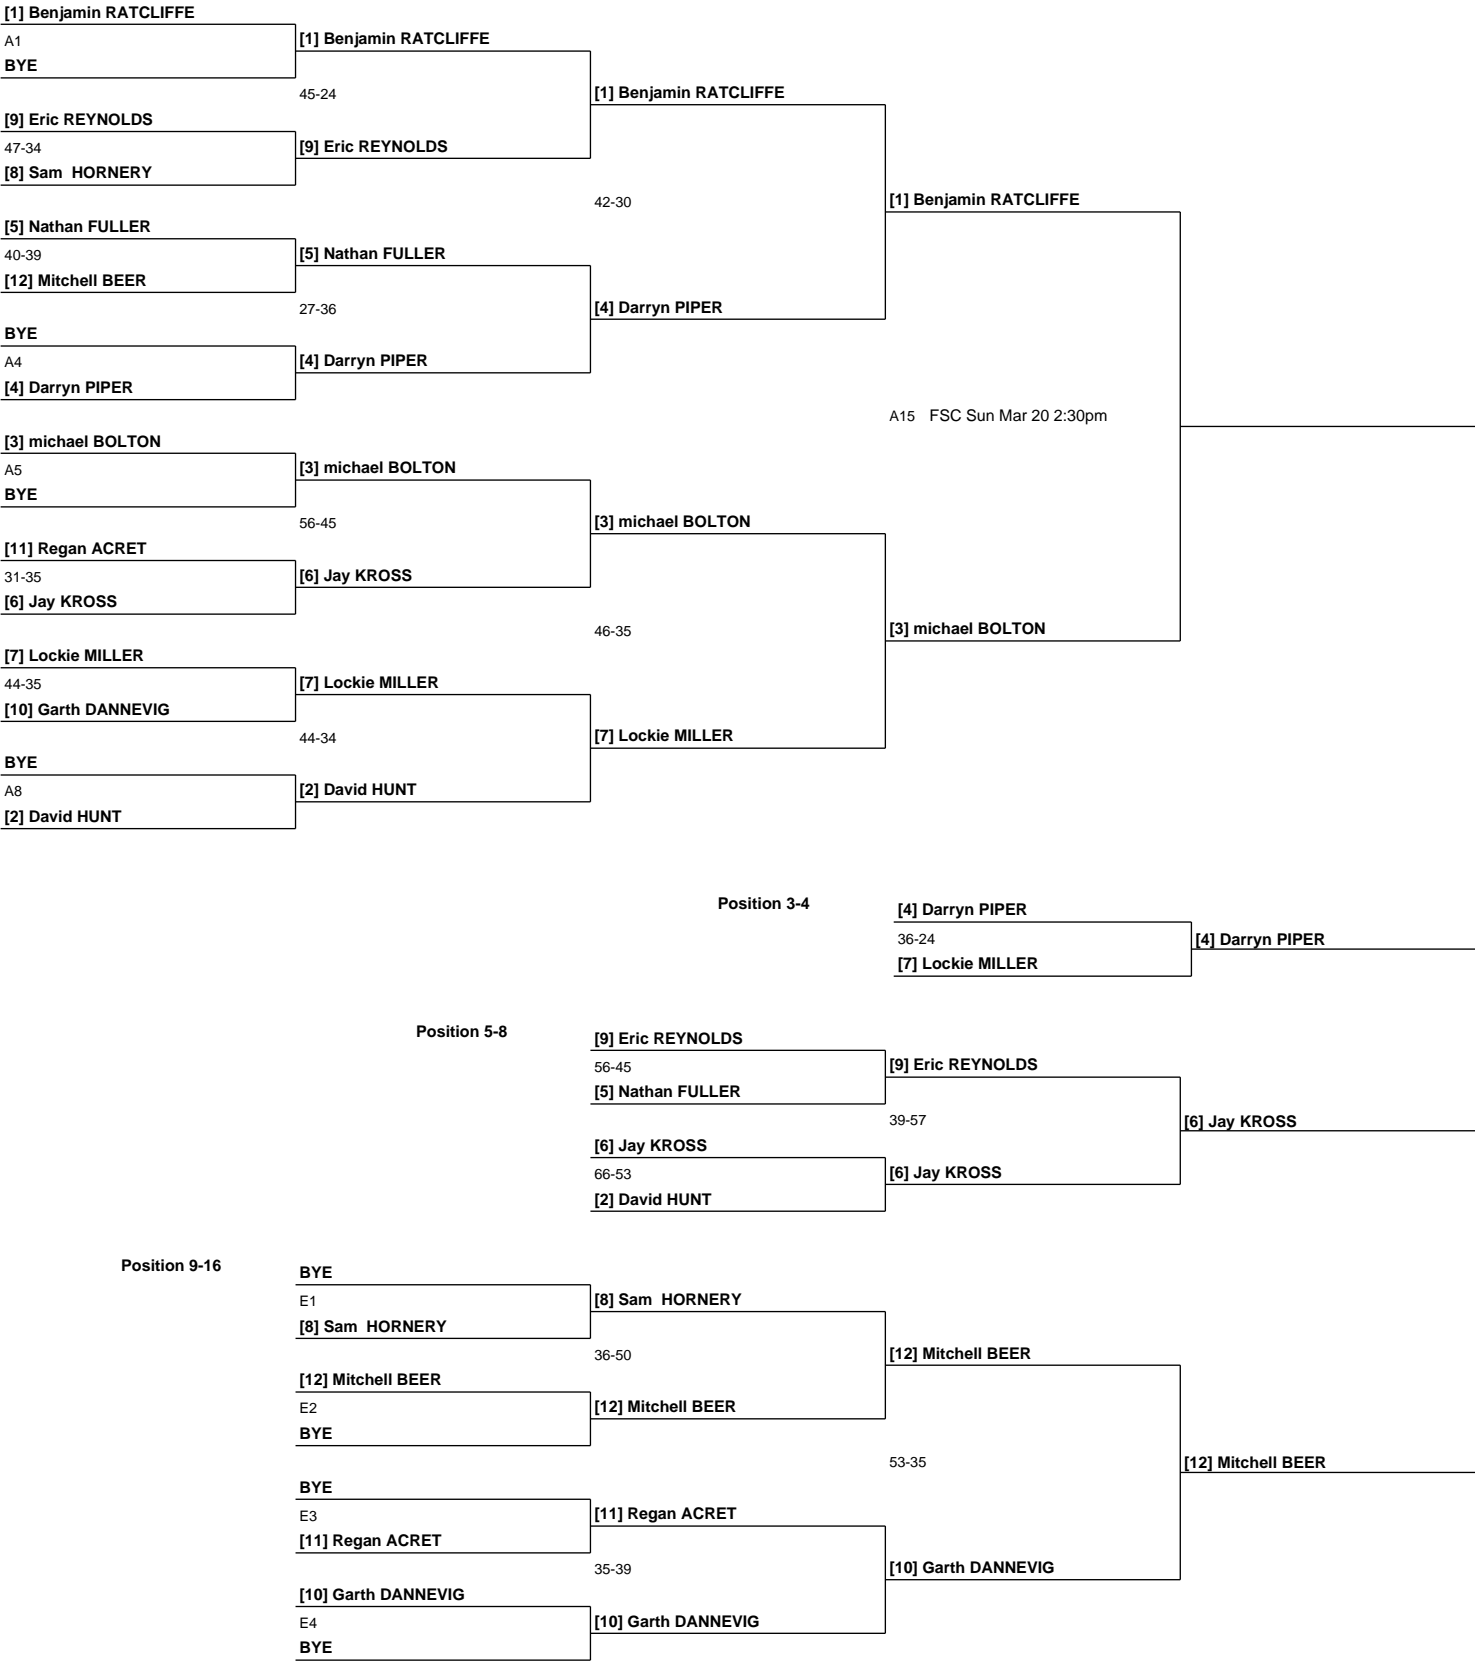 [1] Benjamin RATCLIFFE
A1
BYE
[1] Benjamin RATCLIFFE
45-24
[9] Eric REYNOLDS
47-34
[8] Sam  HORNERY
[9] Eric REYNOLDS
[1] Benjamin RATCLIFFE
42-30
[5] Nathan FULLER
40-39
[12] Mitchell BEER
[5] Nathan FULLER
27-36
BYE
A4
[4] Darryn PIPER
[4] Darryn PIPER
[4] Darryn PIPER
[1] Benjamin RATCLIFFE
A15 FSC Sun Mar 20 2:30pm
[3] michael BOLTON
A5
BYE
[3] michael BOLTON
56-45
[11] Regan ACRET
31-35
[6] Jay KROSS
[6] Jay KROSS
[3] michael BOLTON
46-35
[7] Lockie MILLER
44-35
[10] Garth DANNEVIG
[7] Lockie MILLER
44-34
BYE
A8
[2] David HUNT
[2] David HUNT
[7] Lockie MILLER
[3] michael BOLTON
Position 3-4
[4] Darryn PIPER
36-24
[7] Lockie MILLER
[4] Darryn PIPER
Position 5-8
[9] Eric REYNOLDS
56-45
[5] Nathan FULLER
[9] Eric REYNOLDS
39-57
[6] Jay KROSS
66-53
[2] David HUNT
[6] Jay KROSS
[6] Jay KROSS
Position 9-16
BYE
E1
[8] Sam  HORNERY
[8] Sam  HORNERY
36-50
[12] Mitchell BEER
E2
BYE
[12] Mitchell BEER
[12] Mitchell BEER
53-35
BYE
E3
[11] Regan ACRET
[11] Regan ACRET
35-39
[10] Garth DANNEVIG
E4
BYE
[10] Garth DANNEVIG
[10] Garth DANNEVIG
[12] Mitchell BEER